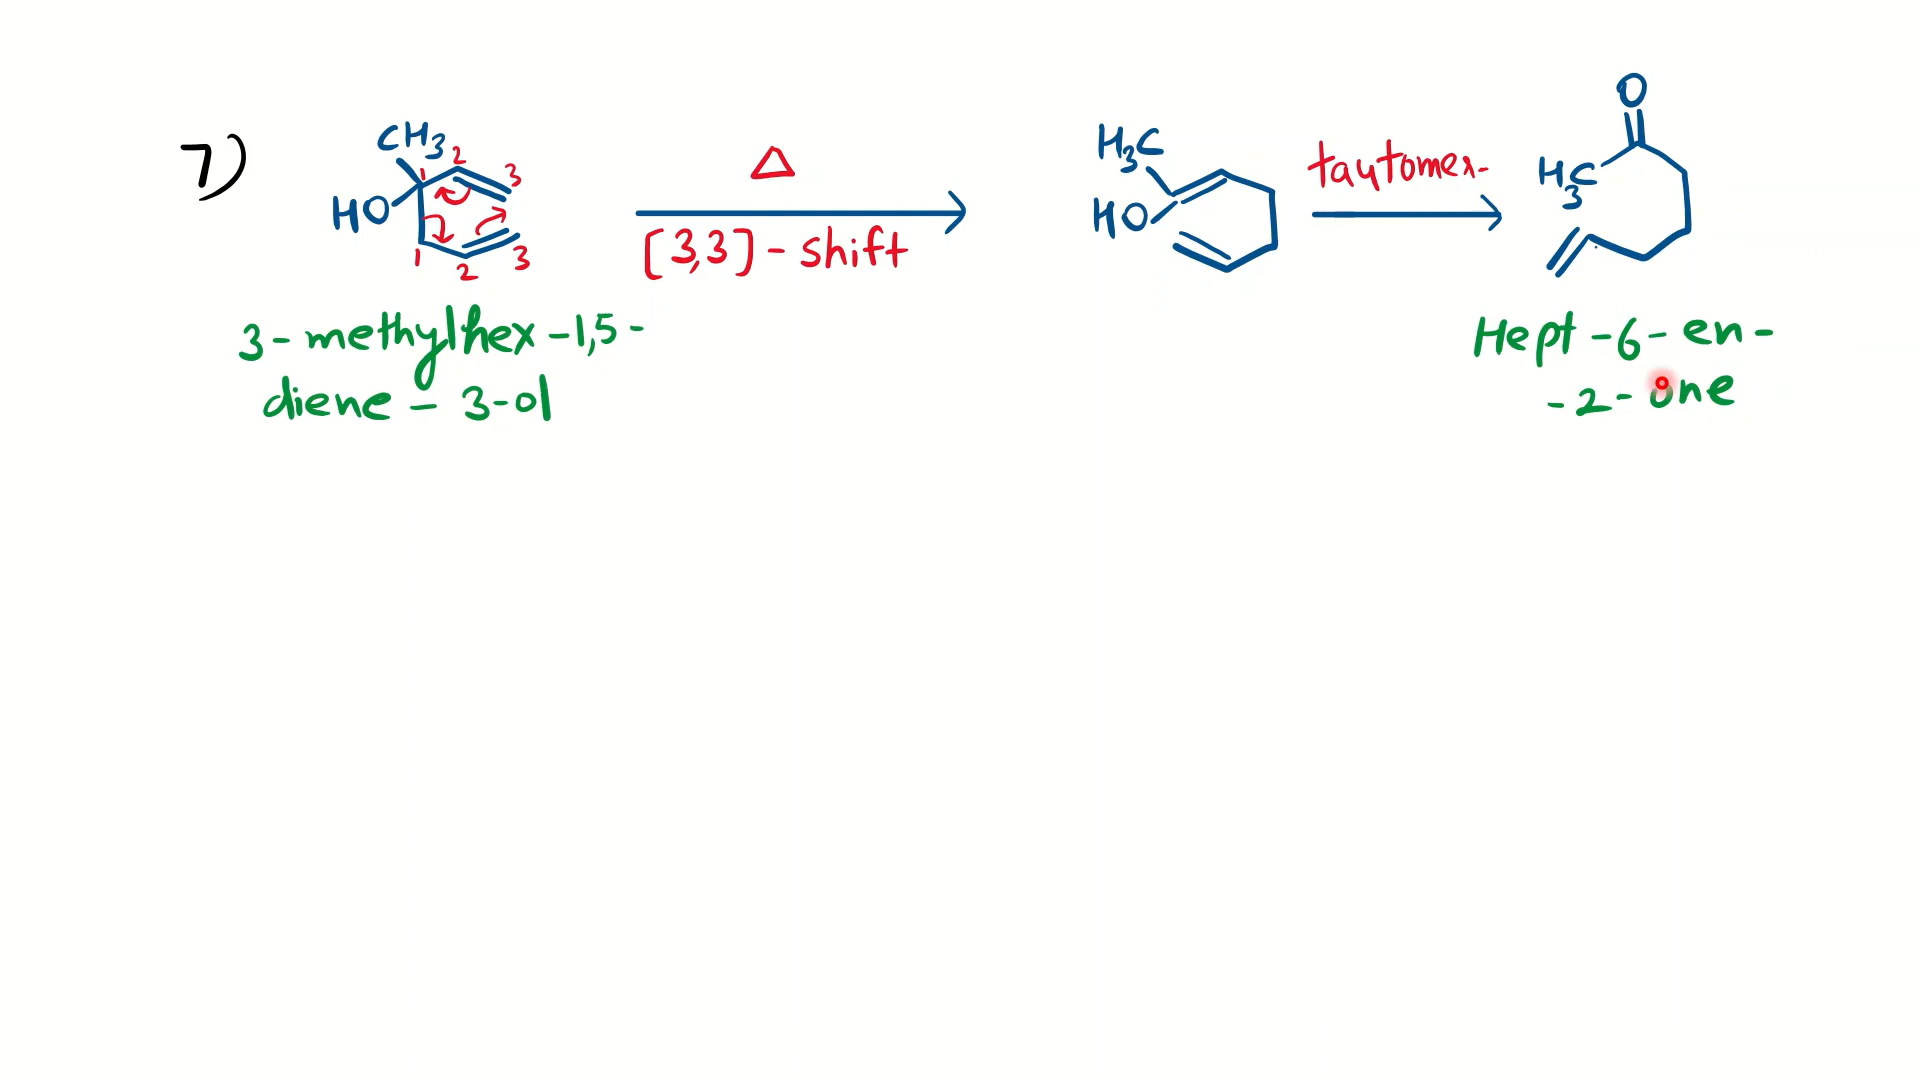 7)
CH3
HO
1
2
3
1
2
3
△
[3,3]-shift
H3C
HO
tautomer.
O
H3C
3-methylhex-1,5-
diene-3-ol
Hept-6-en-
-2-one